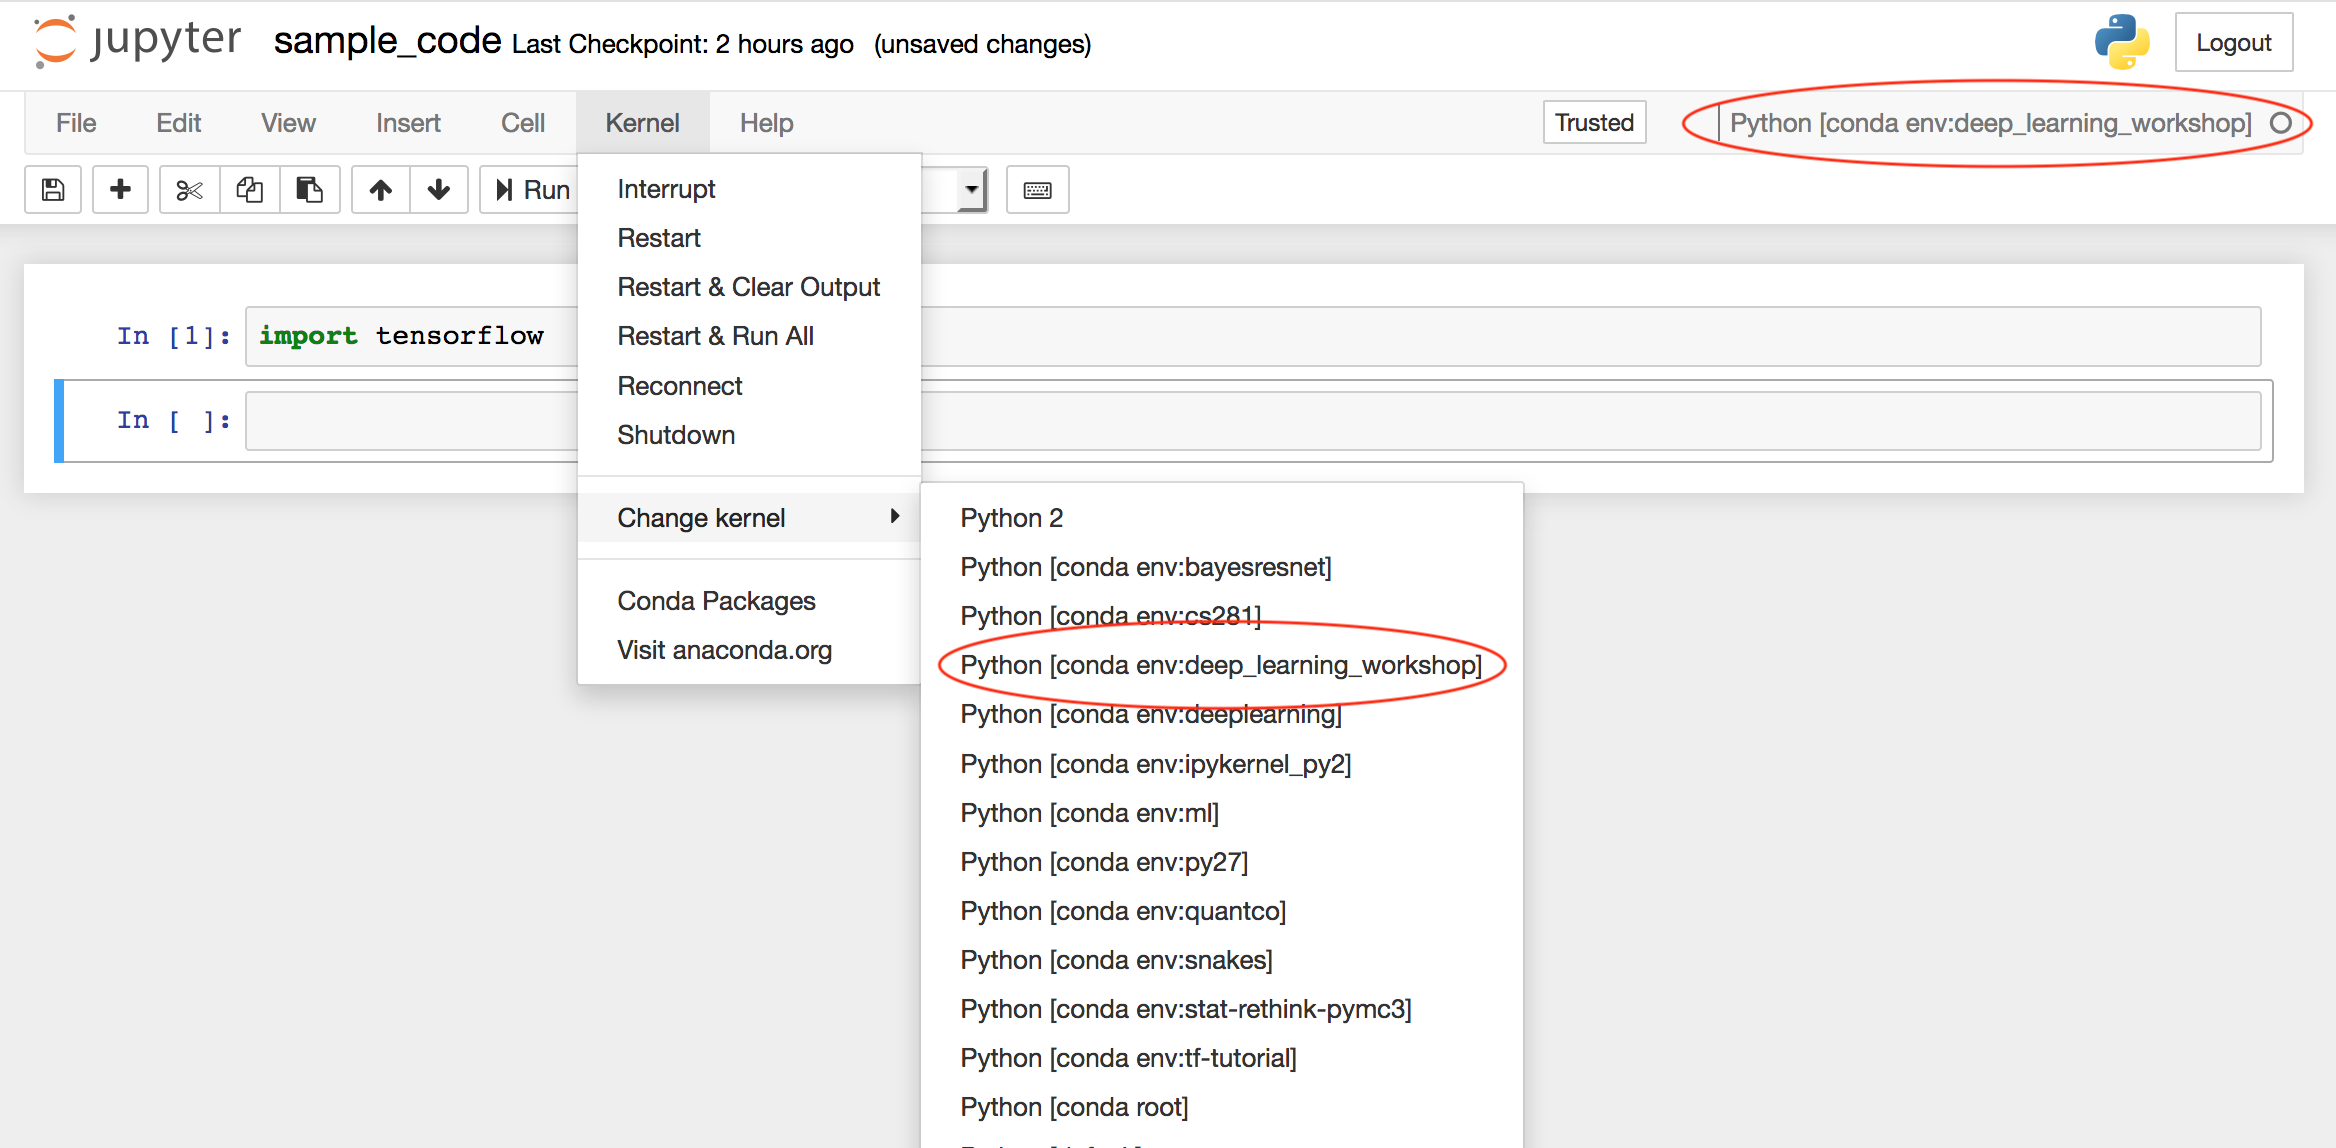 jupyter sample_code Last Checkpoint: 2 hours ago (unsaved changes)
Logout
File Edit View Insert Cell Kernel Help
Trusted
Python [conda env:deep_learning_workshop]
Run
Interrupt
Restart
Restart & Clear Output
Restart & Run All
Reconnect
Shutdown
In [1]: import tensorflow
In [ ]:
Change kernel
Conda Packages
Visit anaconda.org
Python 2
Python [conda env:bayesresnet]
Python [conda env:cs281]
Python [conda env:deep_learning_workshop]
Python [conda env:deeplearning]
Python [conda env:ipykernel_py2]
Python [conda env:ml]
Python [conda env:py27]
Python [conda env:quantco]
Python [conda env:snakes]
Python [conda env:stat-rethink-pymc3]
Python [conda env:tf-tutorial]
Python [conda root]